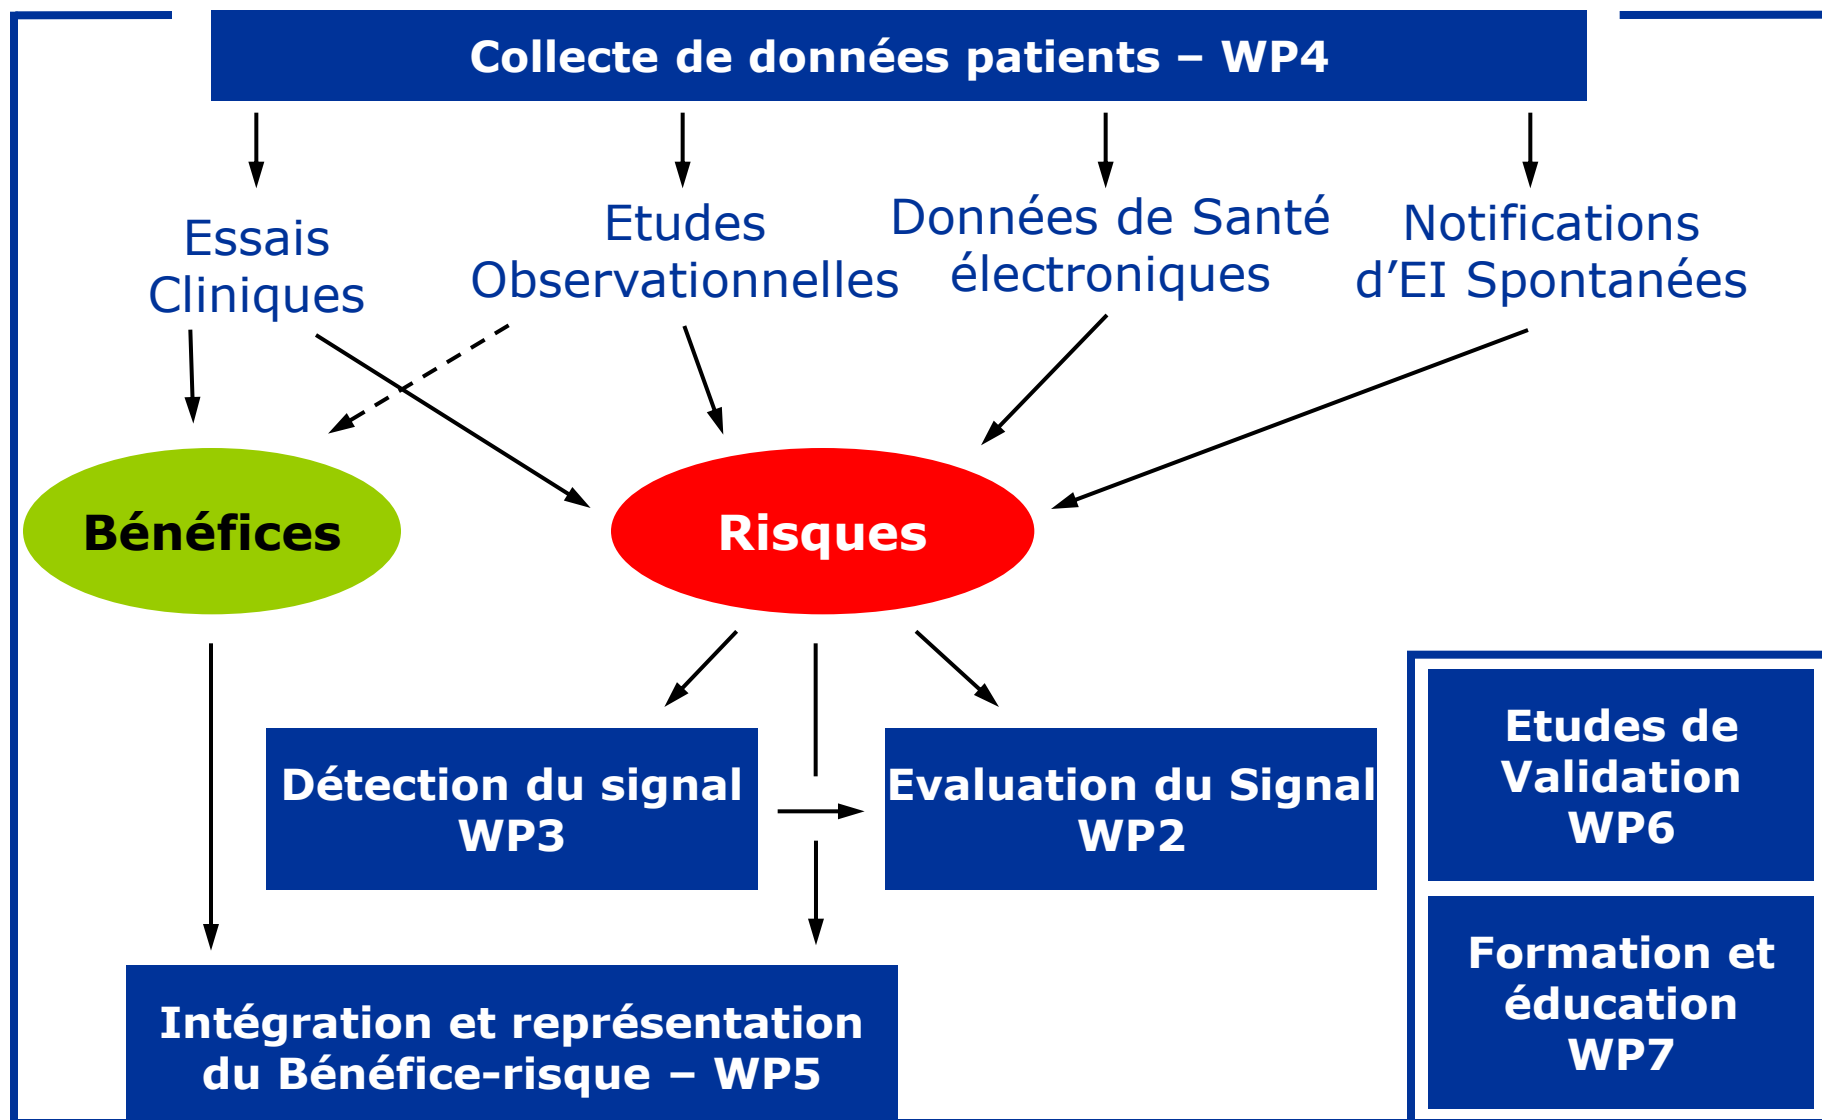 Collecte de données patients – WP4
Essais
Cliniques
Etudes
Observationnelles
Données de Santé
électroniques
Notifications
d’EI Spontanées
Bénéfices
Risques
Détection du signal
WP3
Evaluation du Signal
WP2
Etudes de
Validation
WP6
Formation et
éducation
WP7
Intégration et représentation
du Bénéfice-risque – WP5